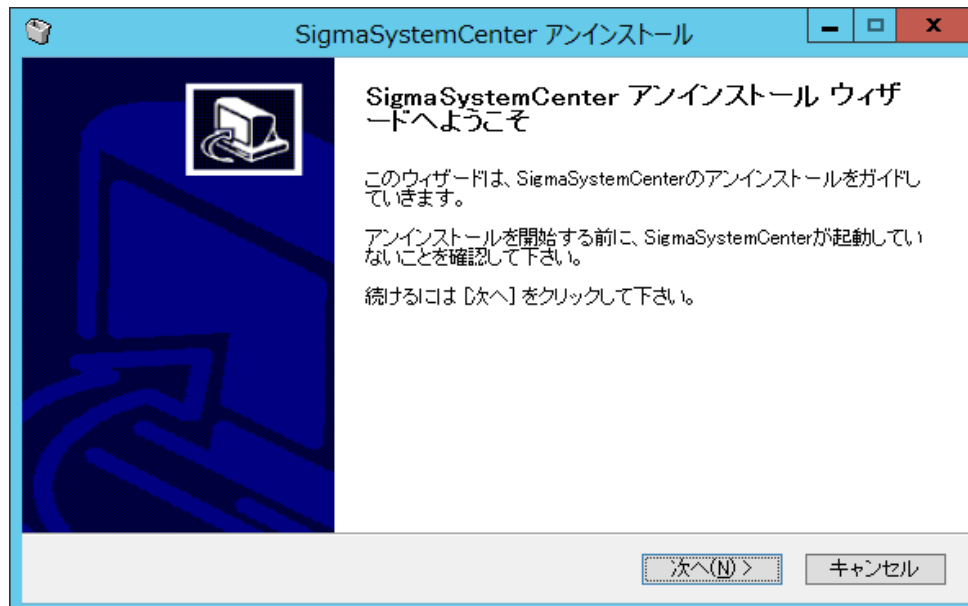 SigmaSystemCenter アンインストール
SigmaSystemCenter アンインストール ウィザ
ードへようこそ
このウィザードは、SigmaSystemCenterのアンインストールをガイドし
ていきます。
アンインストールを開始する前に、SigmaSystemCenterが起動してい
ないことを確認して下さい。
続けるには [次へ] をクリックして下さい。
次へ(N) >
キャンセル